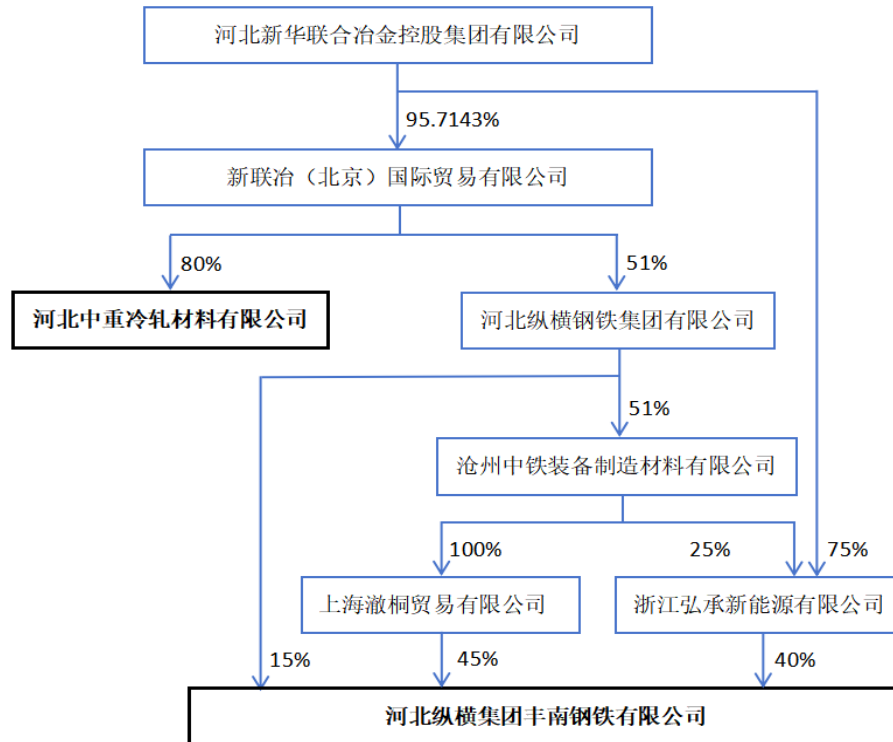 河北新华联合冶金控股集团有限公司
95.7143%
新联冶（北京）国际贸易有限公司
80%
51%
河北中重冷轧材料有限公司
河北纵横钢铁集团有限公司
51%
沧州中铁装备制造材料有限公司
100%
25%
75%
上海澈桐贸易有限公司
浙江弘承新能源有限公司
15%
45%
40%
河北纵横集团丰南钢铁有限公司